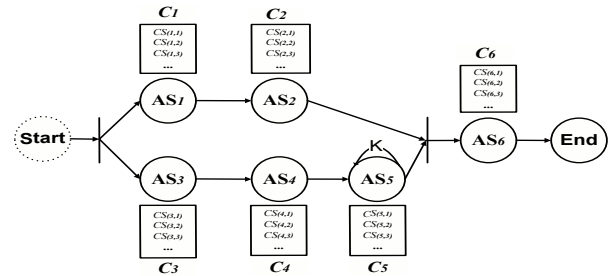 C1
C2
CS(1,1)
CS(1,2)
CS(1,3)
...
CS(2,1)
CS(2,2)
CS(2,3)
...
C6
CS(6,1)
CS(6,2)
CS(6,3)
...
AS1
AS2
Start
K
AS6
End
AS3
AS4
AS5
CS(3,1)
CS(3,2)
CS(3,3)
...
CS(4,1)
CS(4,2)
CS(4,3)
...
CS(5,1)
CS(5,2)
CS(5,3)
...
C3
C4
C5